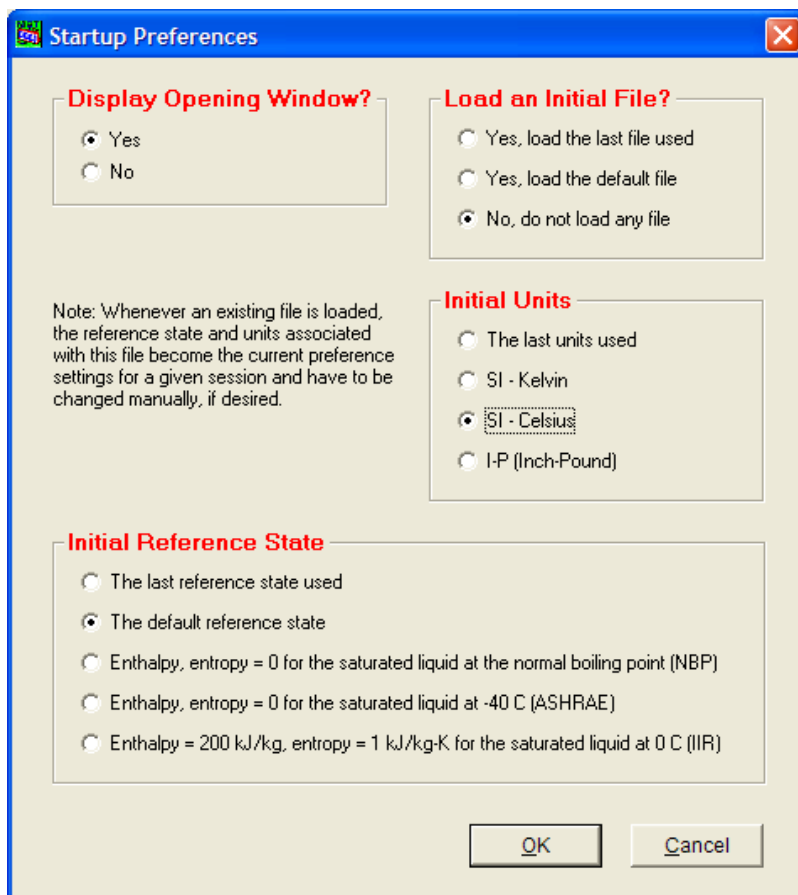 Startup Preferences
Display Opening Window?
Yes
No
Load an Initial File?
Yes, load the last file used
Yes, load the default file
No, do not load any file
Note: Whenever an existing file is loaded,
the reference state and units associated
with this file become the current preference
settings for a given session and have to be
changed manually, if desired.
Initial Units
The last units used
SI - Kelvin
SI - Celsius
I-P (Inch-Pound)
Initial Reference State
The last reference state used
The default reference state
Enthalpy, entropy = 0 for the saturated liquid at the normal boiling point (NBP)
Enthalpy, entropy = 0 for the saturated liquid at -40 C (ASHRAE)
Enthalpy = 200 kJ/kg, entropy = 1 kJ/kg-K for the saturated liquid at 0 C (IIR)
OK
Cancel